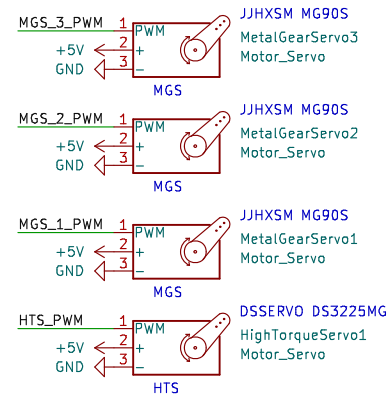 JJHXSM MG90S
MGS_3_PWM 1 PWM MetalGearServo3
+5V 2 + Motor_Servo
GND 3 -
MGS
JJHXSM MG90S
MGS_2_PWM 1 PWM MetalGearServo2
+5V 2 + Motor_Servo
GND 3 -
MGS
JJHXSM MG90S
MGS_1_PWM 1 PWM MetalGearServo1
+5V 2 + Motor_Servo
GND 3 -
MGS
DSSERVO DS3225MG
HTS_PWM 1 PWM HighTorqueServo1
+5V 2 + Motor_Servo
GND 3 -
HTS